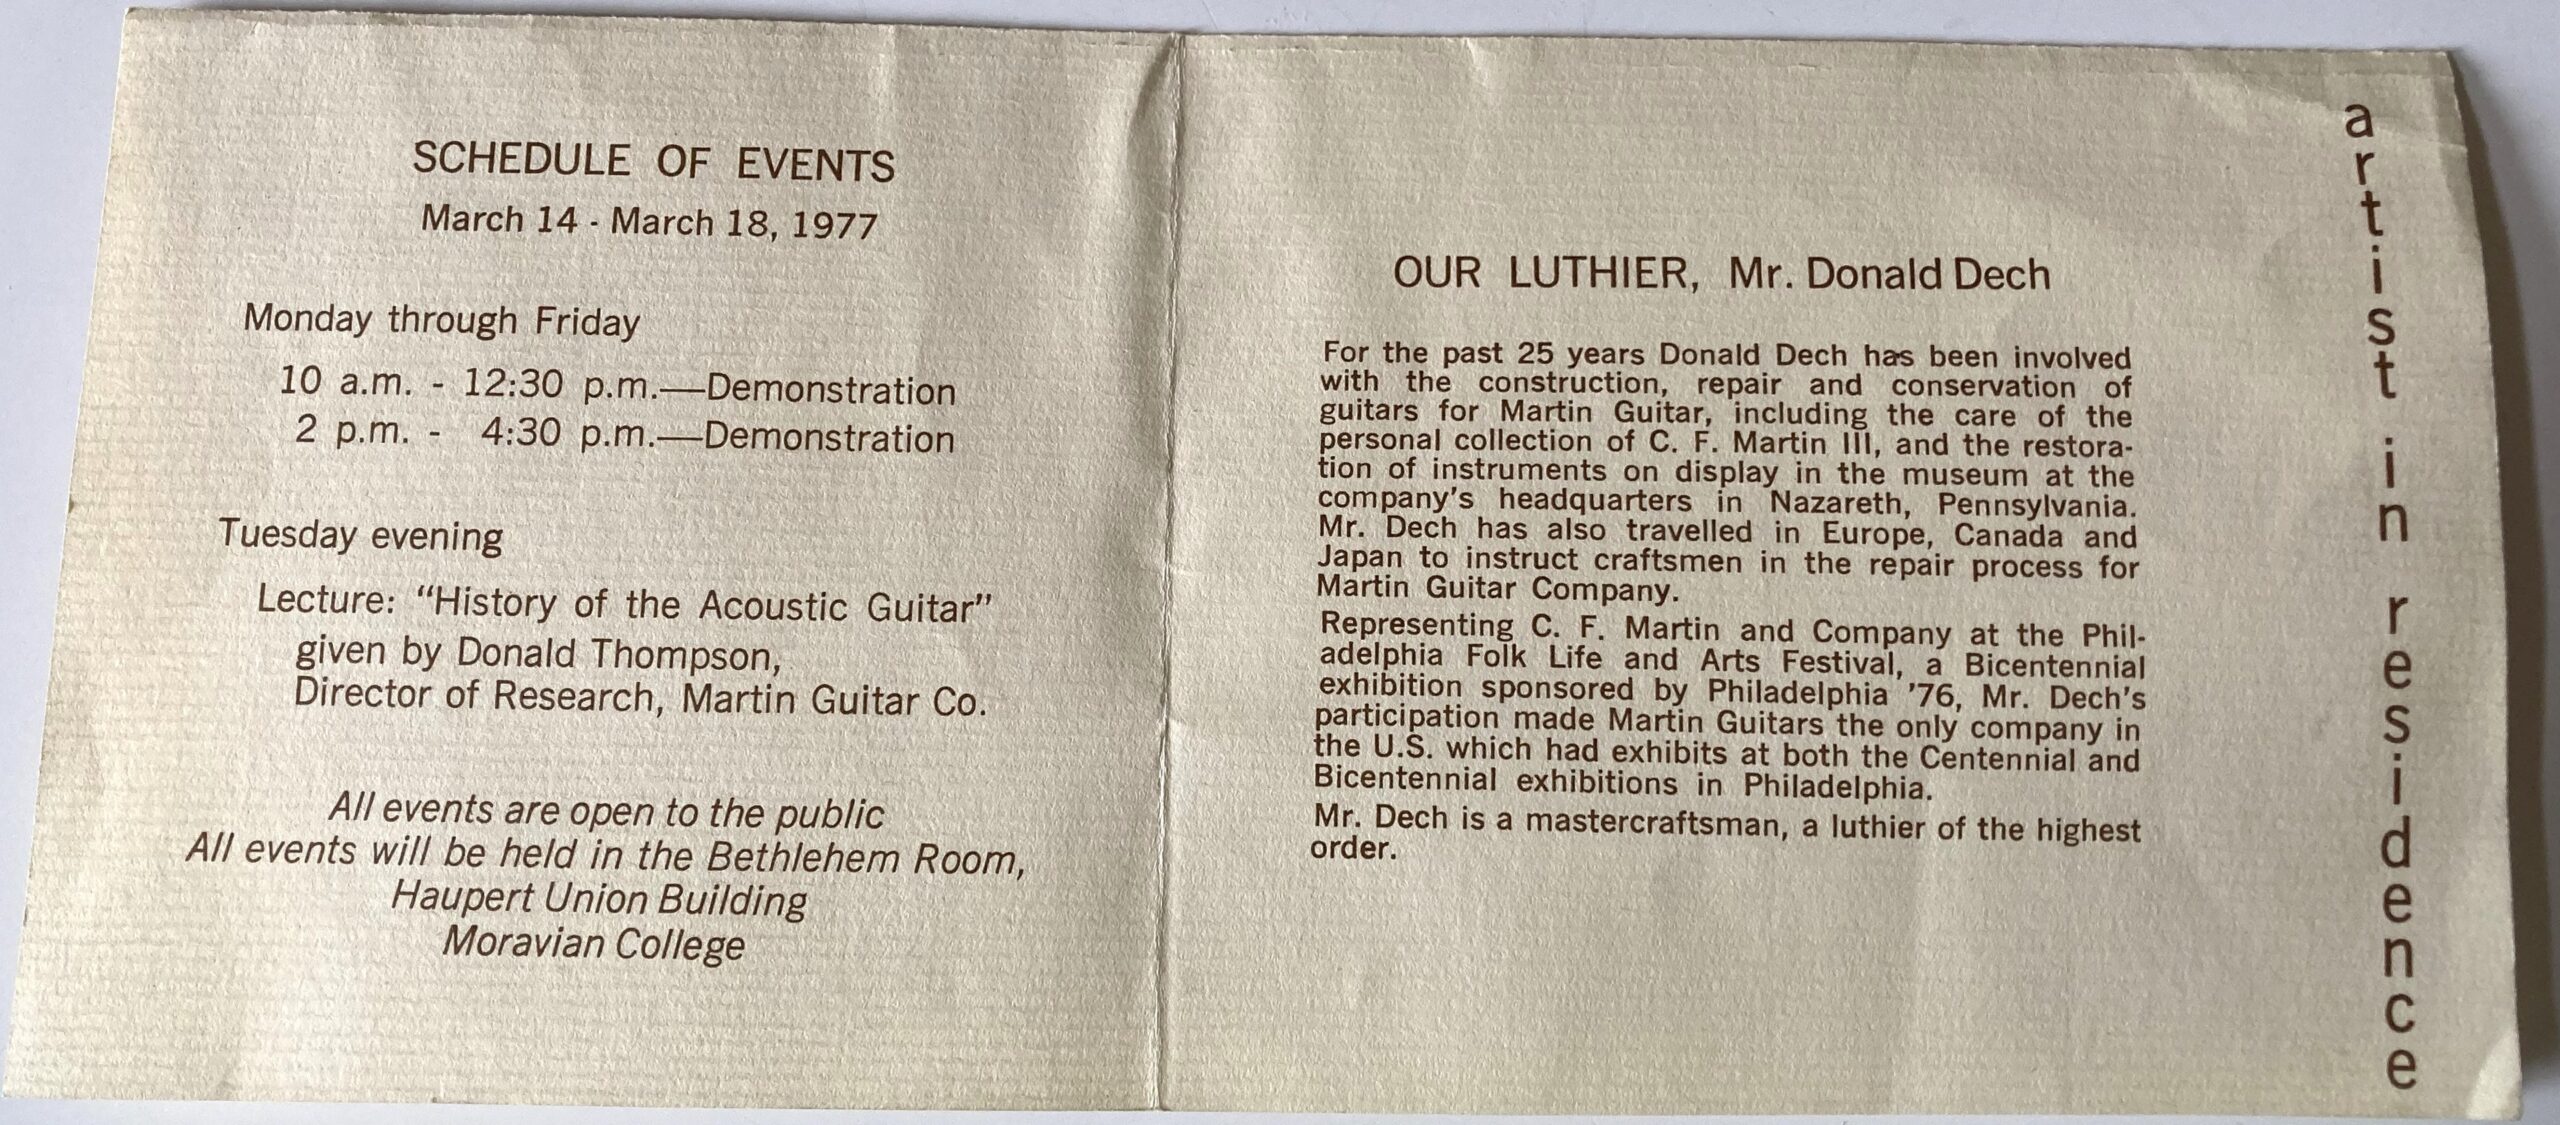 SCHEDULE OF EVENTS
March 14 - March 18, 1977
Monday through Friday
10 a.m. - 12:30 p.m.—Demonstration
2 p.m. - 4:30 p.m.—Demonstration
Tuesday evening
Lecture: "History of the Acoustic Guitar"
given by Donald Thompson,
Director of Research, Martin Guitar Co.
All events are open to the public
All events will be held in the Bethlehem Room,
Haupert Union Building
Moravian College
OUR LUTHIER, Mr. Donald Dech
For the past 25 years Donald Dech has been involved
with the construction, repair and conservation of
guitars for Martin Guitar, including the care of the
personal collection of C. F. Martin III, and the restora-
tion of instruments on display in the museum at the
company's headquarters in Nazareth, Pennsylvania.
Mr. Dech has also travelled in Europe, Canada and
Japan to instruct craftsmen in the repair process for
Martin Guitar Company.
Representing C. F. Martin and Company at the Phil-
adelphia Folk Life and Arts Festival, a Bicentennial
exhibition sponsored by Philadelphia '76, Mr. Dech's
participation made Martin Guitars the only company in
the U.S. which had exhibits at both the Centennial and
Bicentennial exhibitions in Philadelphia.
Mr. Dech is a mastercraftsman, a luthier of the highest
order.
artist in residence